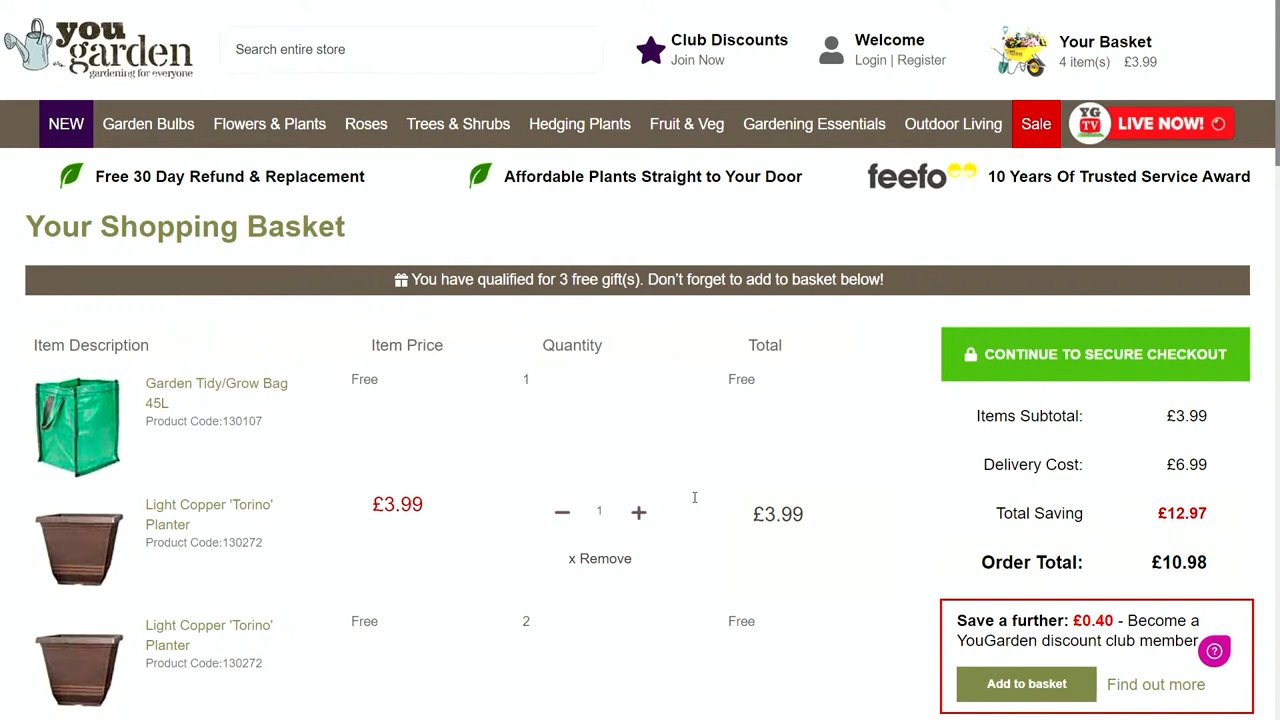 you
garden
gardening for everyone
Search entire store
Club Discounts
Join Now
Welcome
Login | Register
Your Basket
4 item(s) £3.99
NEW Garden Bulbs Flowers & Plants Roses Trees & Shrubs Hedging Plants Fruit & Veg Gardening Essentials Outdoor Living Sale YG TV LIVE NOW!
Free 30 Day Refund & Replacement Affordable Plants Straight to Your Door feefo 10 Years Of Trusted Service Award
Your Shopping Basket
You have qualified for 3 free gift(s). Don't forget to add to basket below!
Item Description Item Price Quantity Total
Garden Tidy/Grow Bag
45L
Product Code:130107
Free 1 Free
Light Copper 'Torino'
Planter
Product Code:130272
£3.99 1 £3.99
x Remove
Light Copper 'Torino'
Planter
Product Code:130272
Free 2 Free
CONTINUE TO SECURE CHECKOUT
Items Subtotal: £3.99
Delivery Cost: £6.99
Total Saving £12.97
Order Total: £10.98
Save a further: £0.40 - Become a
YouGarden discount club member
Add to basket Find out more